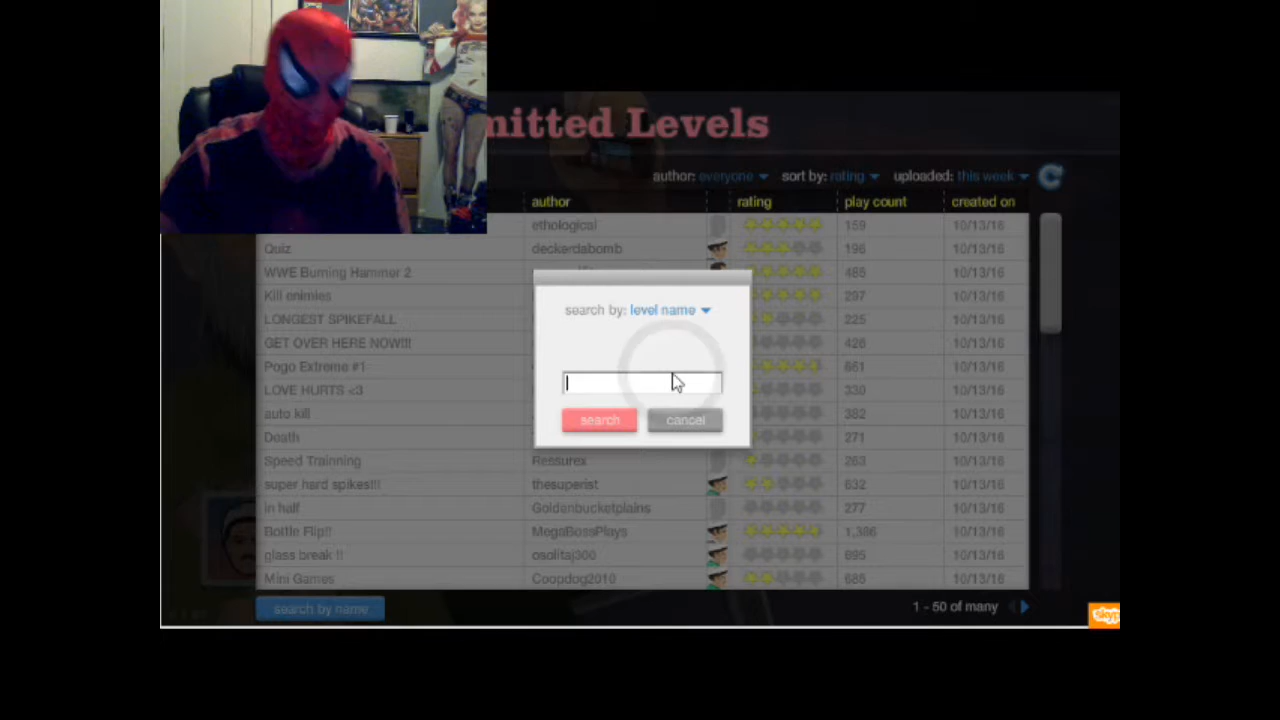 mitted Levels
author: everyone sort by: rating uploaded: this week
author rating play count created on
ethological 159 10/13/16
Quiz deckerdabomb 196 10/13/16
WWE Burning Hammer 2 485 10/13/16
Kill enimies 297 10/13/16
LONGEST SPIKEFALL 225 10/13/16
GET OVER HERE NOW!!! 426 10/13/16
Pogo Extreme #1 661 10/13/16
LOVE HURTS <3 330 10/13/16
auto kill 382 10/13/16
Death 271 10/13/16
Speed Trainning Ressurex 263 10/13/16
super hard spikes!!! thesuperist 632 10/13/16
in half Goldenbucketplains 277 10/13/16
Bottle Flip!! MegaBossPlays 1,386 10/13/16
glass break !! osolitaj300 695 10/13/16
Mini Games Coopdog2010 685 10/13/16
search by: level name
search cancel
search by name 1 - 50 of many